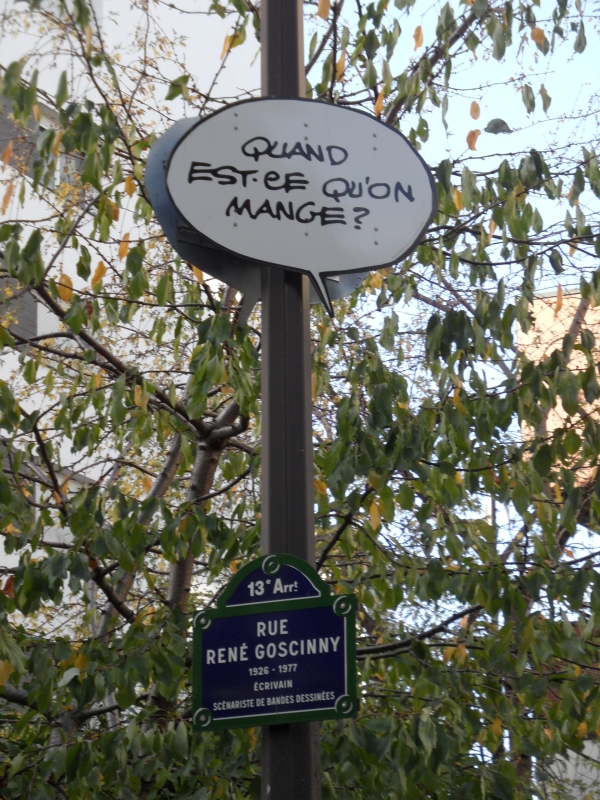 QUAND
EST-CE QU'ON
MANGE?
13e Arrt
RUE
RENÉ GOSCINNY
1926 - 1977
ÉCRIVAIN
SCÉNARISTE DE BANDES DESSINÉES